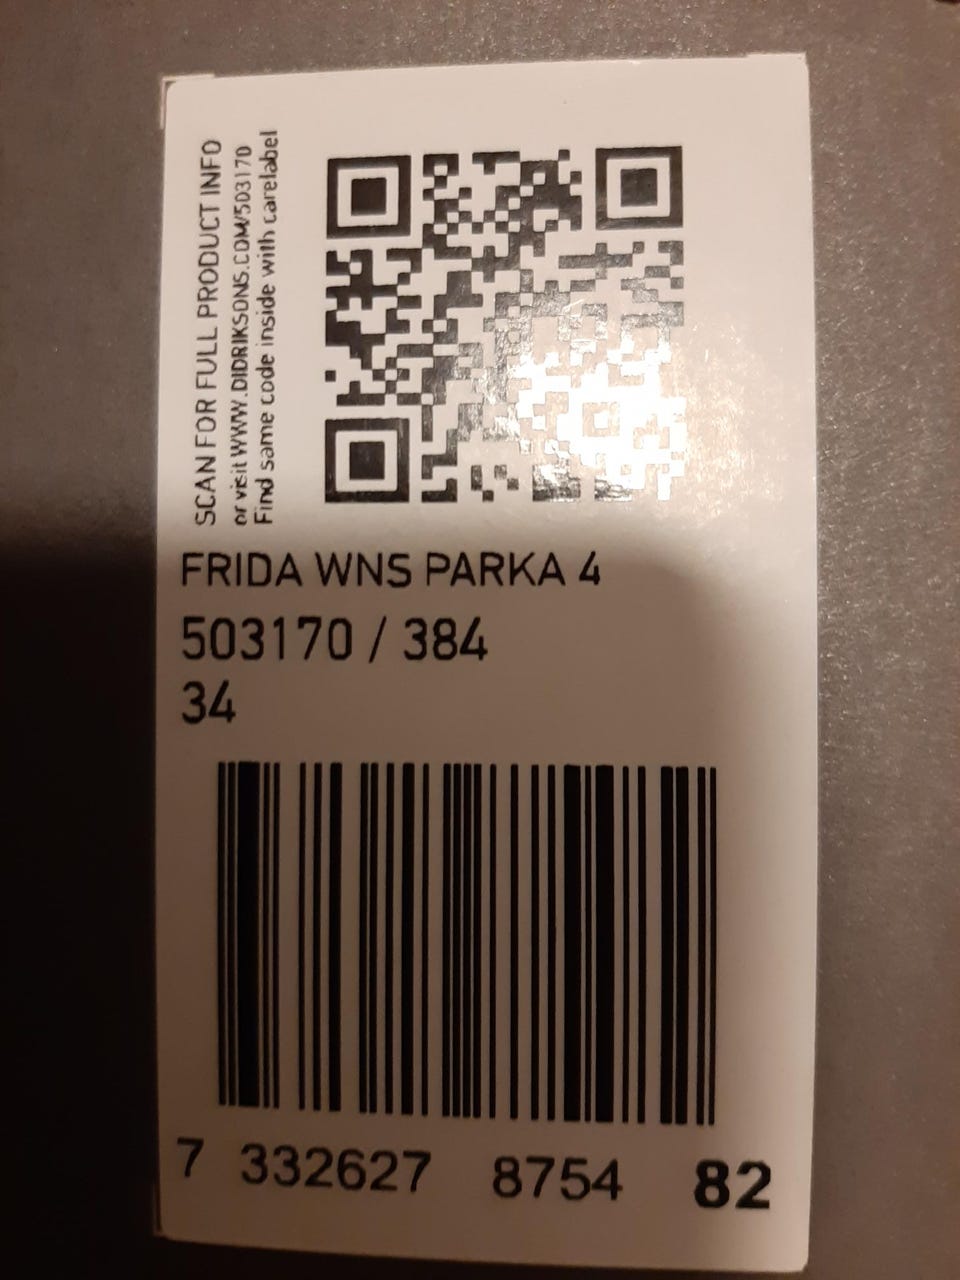 SCAN FOR FULL PRODUCT INFO
or visit WWW.DIDRIKSONS.COM/503170
Find same code inside with carelabel
FRIDA WNS PARKA 4
503170 / 384
34
7 332627 8754 82